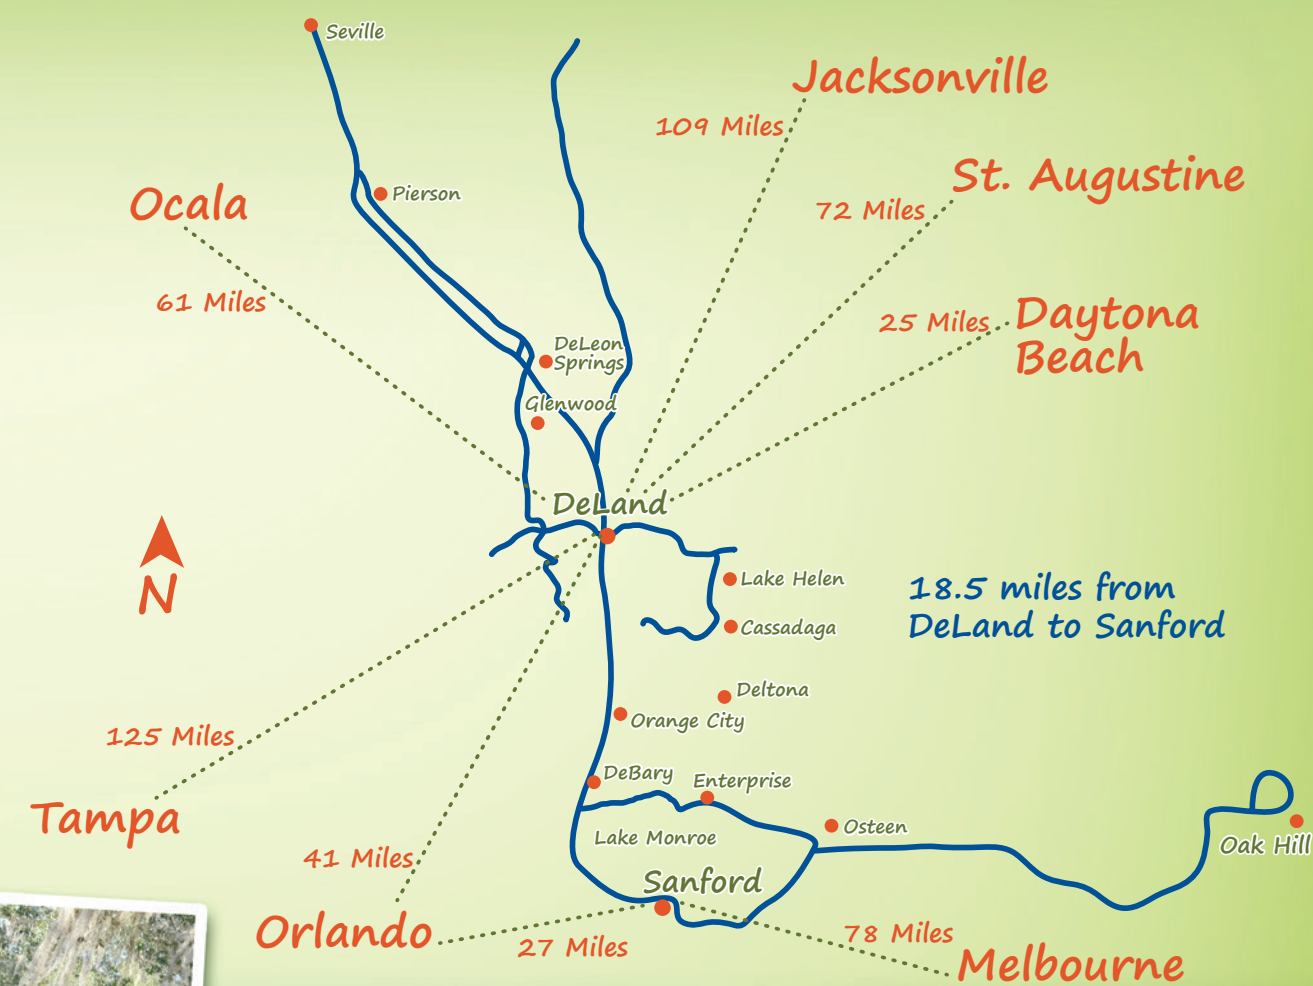 Seville
Jacksonville
109 Miles
St. Augustine
Pierson
Ocala
72 Miles
61 Miles
25 Miles
Daytona
Beach
DeLeon
Springs
Glenwood
DeLand
N
Lake Helen
18.5 miles from
DeLand to Sanford
Cassadaga
Deltona
Orange City
125 Miles
DeBary
Enterprise
Tampa
Osteen
Lake Monroe
Oak Hill
41 Miles
Sanford
Orlando
27 Miles
78 Miles
Melbourne